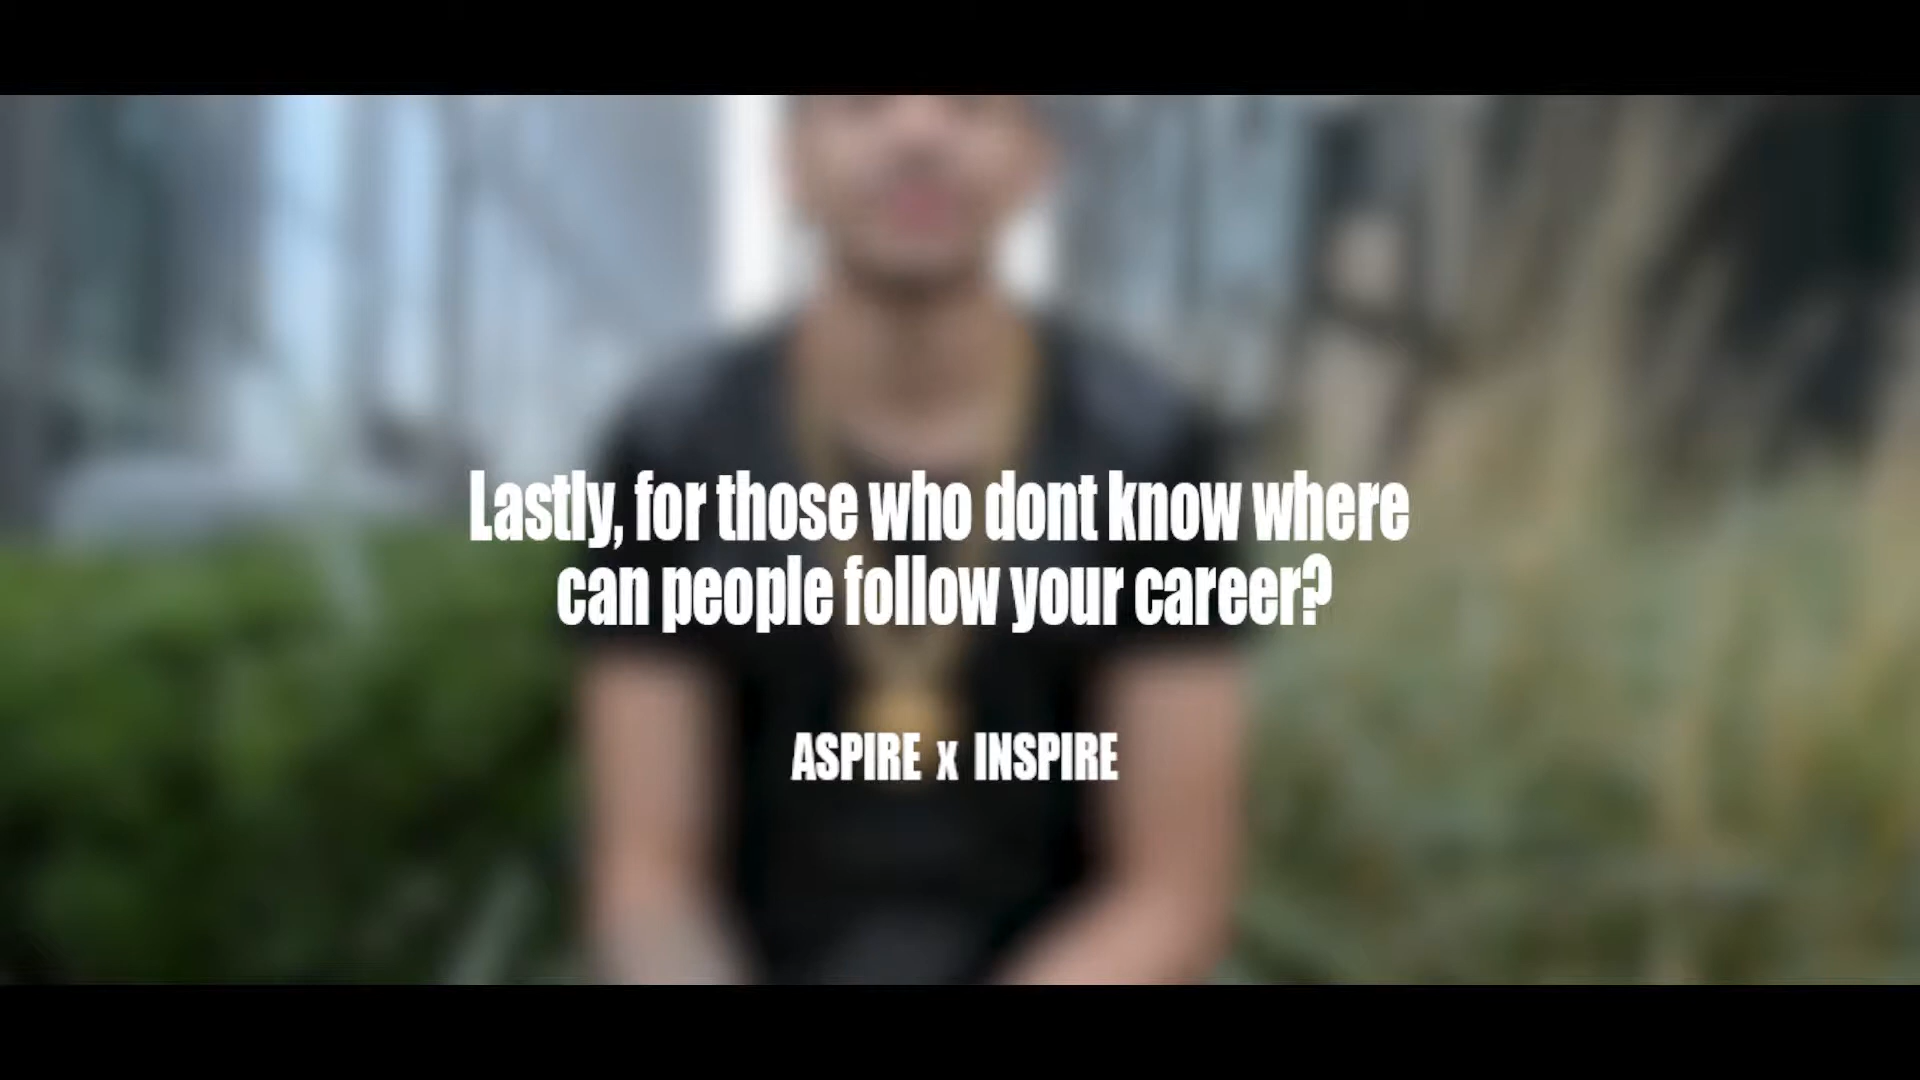 Lastly, for those who dont know where
can people follow your career?
ASPIRE x INSPIRE